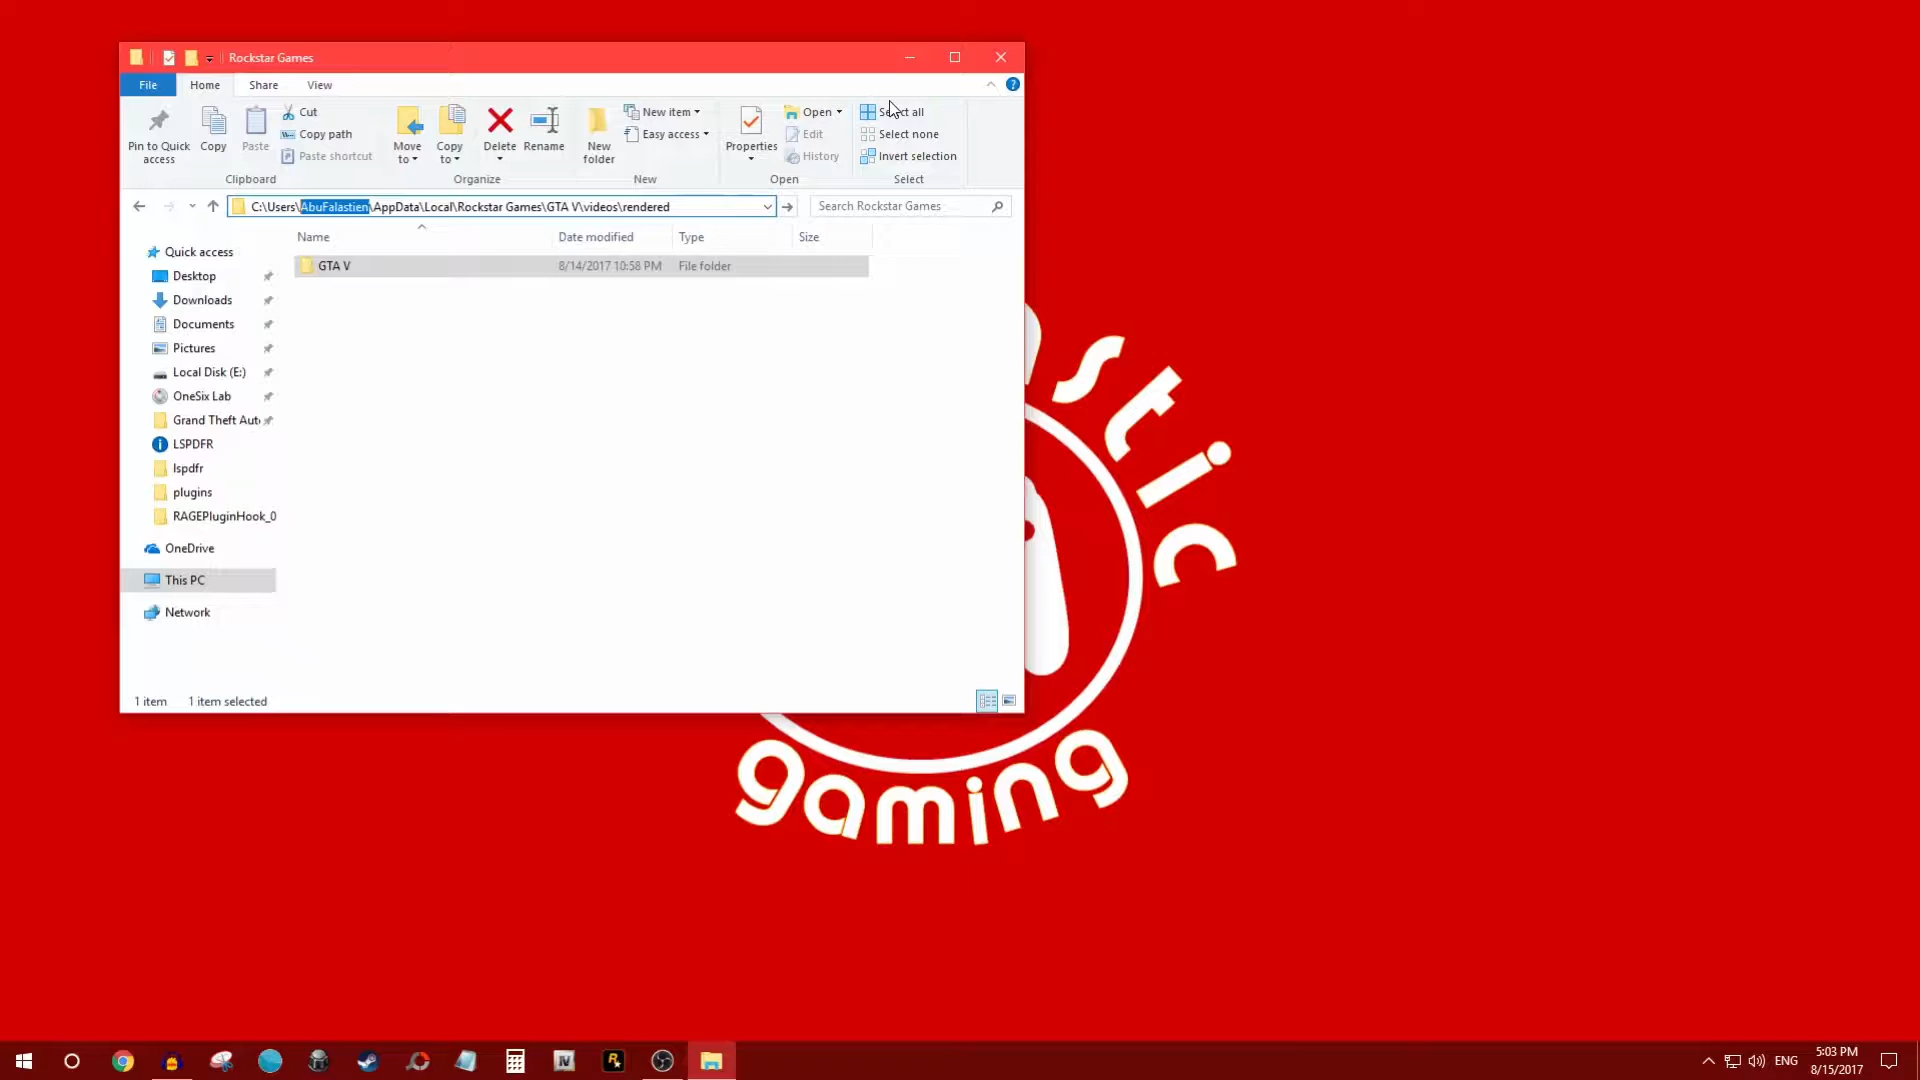 Rockstar Games
File Home Share View
Pin to Quick access
Copy
Paste
Cut
Copy path
Paste shortcut
Clipboard
Move to
Copy to
Delete
Rename
Organize
New folder
New item
Easy access
New
Properties
Open
Edit
History
Open
Select all
Select none
Invert selection
Select
C:\Users\AbuFalastien\AppData\Local\Rockstar Games\GTA V\videos\rendered
Search Rockstar Games
Name Date modified Type Size
GTA V 8/14/2017 10:58 PM File folder
Quick access
Desktop
Downloads
Documents
Pictures
Local Disk (E:)
OneSix Lab
Grand Theft Aut
LSPDFR
lspdfr
plugins
RAGEPluginHook_0
OneDrive
This PC
Network
1 item 1 item selected
nstic
gaming
IV
R
ENG
5:03 PM
8/15/2017